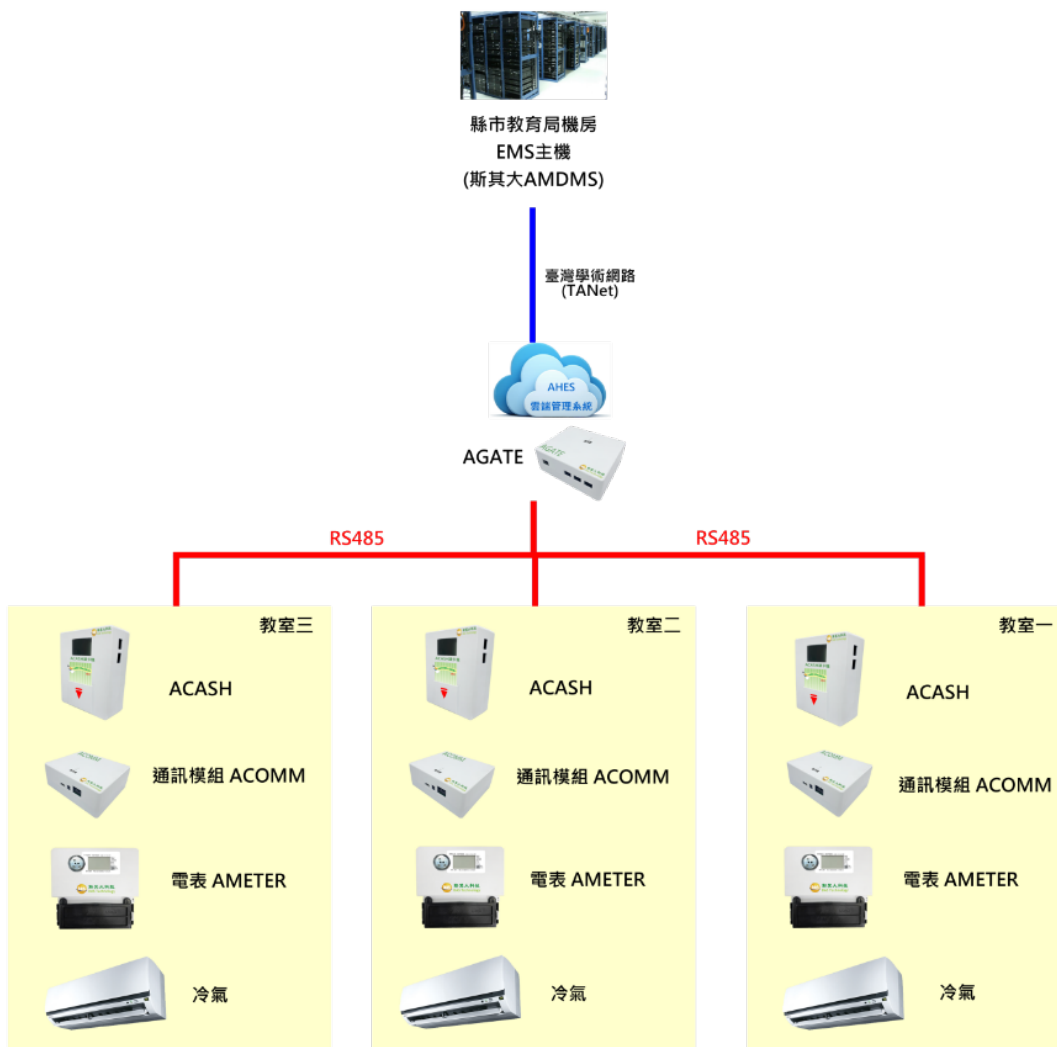 縣市教育局機房
EMS主機
(斯其大AMDMS)
臺灣學術網路
(TANet)
AHES
雲端管理系統
AGATE
AGATE
RS485
RS485
教室三
ACASH
通訊模組 ACOMM
電表 AMETER
冷氣
教室二
ACASH
通訊模組 ACOMM
電表 AMETER
冷氣
教室一
ACASH
通訊模組 ACOMM
電表 AMETER
冷氣